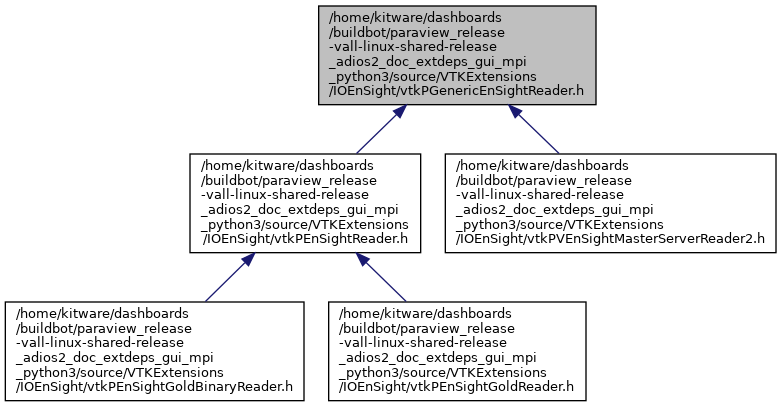 /home/kitware/dashboards
/buildbot/paraview_release
-vall-linux-shared-release
_adios2_doc_extdeps_gui_mpi
_python3/source/VTKExtensions
/IOEnSight/vtkPGenericEnSightReader.h
/home/kitware/dashboards
/buildbot/paraview_release
-vall-linux-shared-release
_adios2_doc_extdeps_gui_mpi
_python3/source/VTKExtensions
/IOEnSight/vtkPEnSightReader.h
/home/kitware/dashboards
/buildbot/paraview_release
-vall-linux-shared-release
_adios2_doc_extdeps_gui_mpi
_python3/source/VTKExtensions
/IOEnSight/vtkPVEnSightMasterServerReader2.h
/home/kitware/dashboards
/buildbot/paraview_release
-vall-linux-shared-release
_adios2_doc_extdeps_gui_mpi
_python3/source/VTKExtensions
/IOEnSight/vtkPEnSightGoldBinaryReader.h
/home/kitware/dashboards
/buildbot/paraview_release
-vall-linux-shared-release
_adios2_doc_extdeps_gui_mpi
_python3/source/VTKExtensions
/IOEnSight/vtkPEnSightGoldReader.h